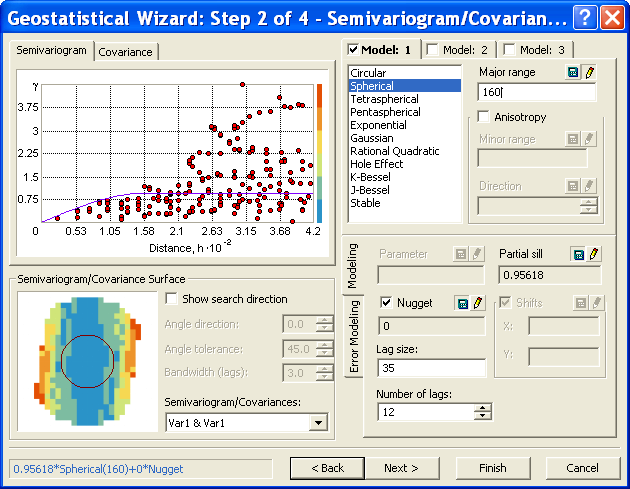 Geostatistical Wizard: Step 2 of 4 - Semivariogram/Covarian...
Semivariogram
Covariance
γ
3.75
3
2.25
1.5
0.75
0
0.53
1.05
1.58
2.1
2.63
3.15
3.68
4.2
Distance, h·10⁻²
Semivariogram/Covariance Surface
Show search direction
Angle direction:
0.0
Angle tolerance:
45.0
Bandwidth (lags):
3.0
Semivariogram/Covariances:
Var1 & Var1
Model: 1
Model: 2
Model: 3
Circular
Spherical
Tetraspherical
Pentaspherical
Exponential
Gaussian
Rational Quadratic
Hole Effect
K-Bessel
J-Bessel
Stable
Major range
160
Anisotropy
Minor range
Direction
Modeling
Error Modeling
Parameter
Partial sill
0.95618
Nugget
0
Shifts
X:
Y:
Lag size:
35
Number of lags:
12
0.95618*Spherical(160)+0*Nugget
< Back
Next >
Finish
Cancel